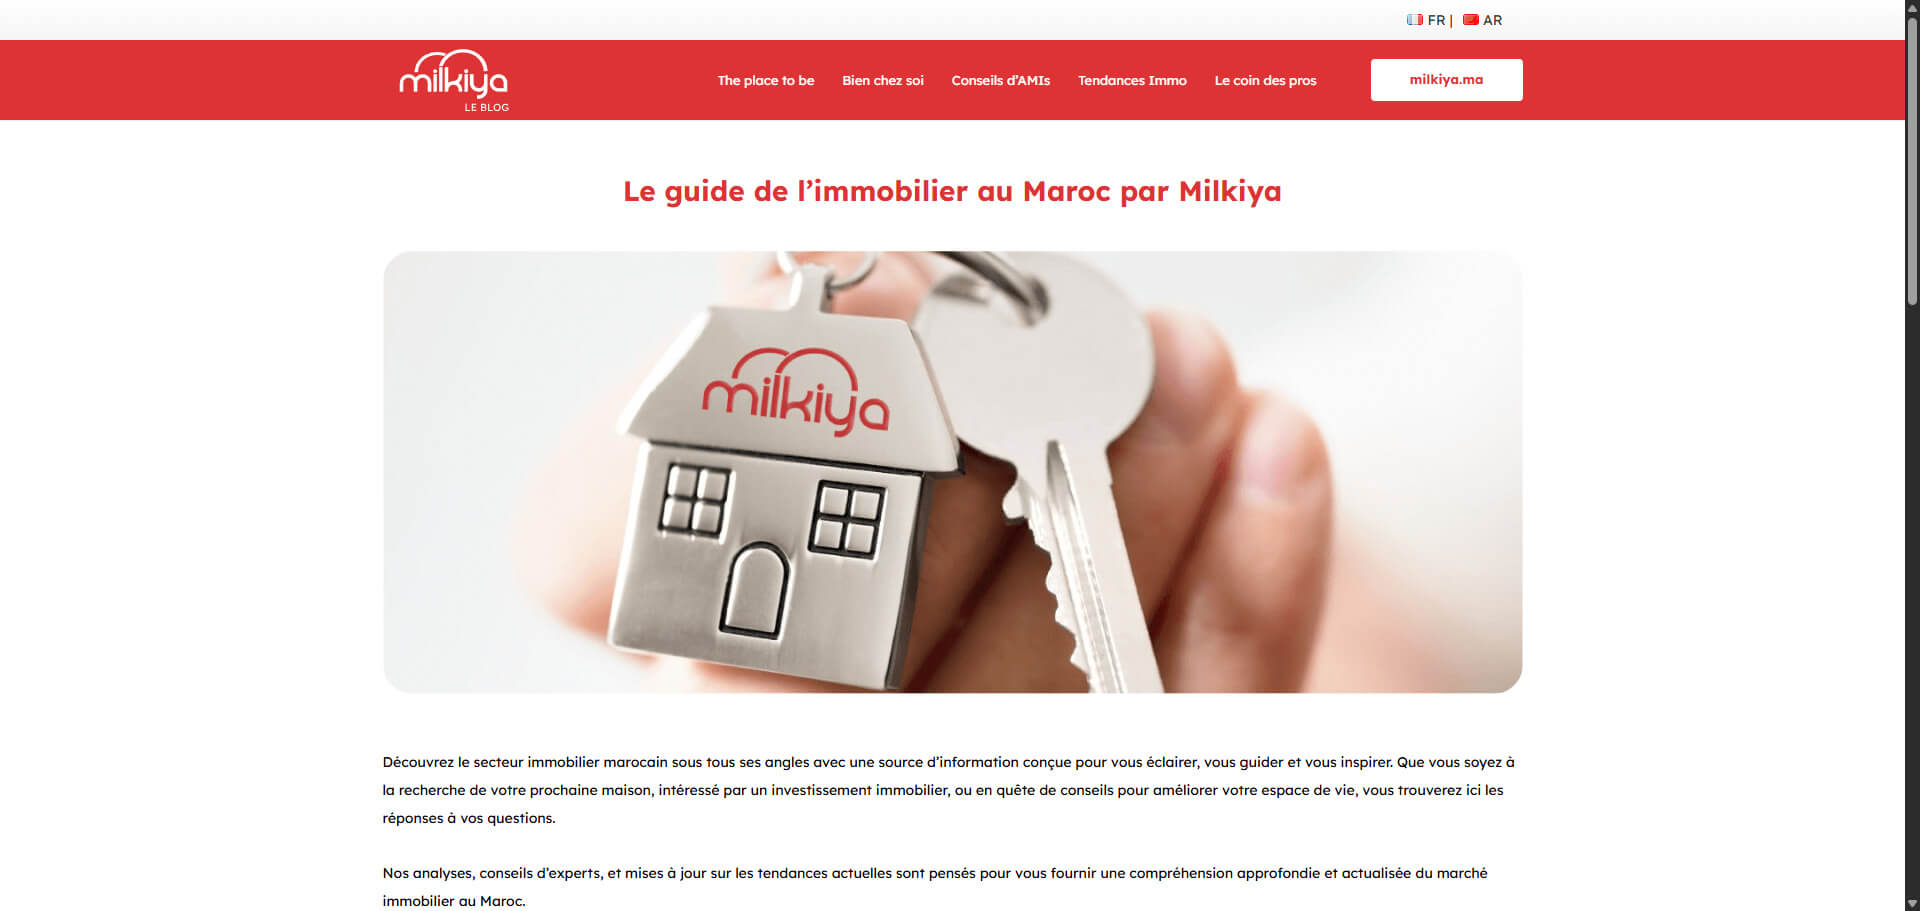 FR | AR
milkiya
LE BLOG
The place to be Bien chez soi Conseils d’AMIs Tendances Immo Le coin des pros milkiya.ma
Le guide de l’immobilier au Maroc par Milkiya
milkiya
Découvrez le secteur immobilier marocain sous tous ses angles avec une source d’information conçue pour vous éclairer, vous guider et vous inspirer. Que vous soyez à
la recherche de votre prochaine maison, intéressé par un investissement immobilier, ou en quête de conseils pour améliorer votre espace de vie, vous trouverez ici les
réponses à vos questions.
Nos analyses, conseils d’experts, et mises à jour sur les tendances actuelles sont pensés pour vous fournir une compréhension approfondie et actualisée du marché
immobilier au Maroc.